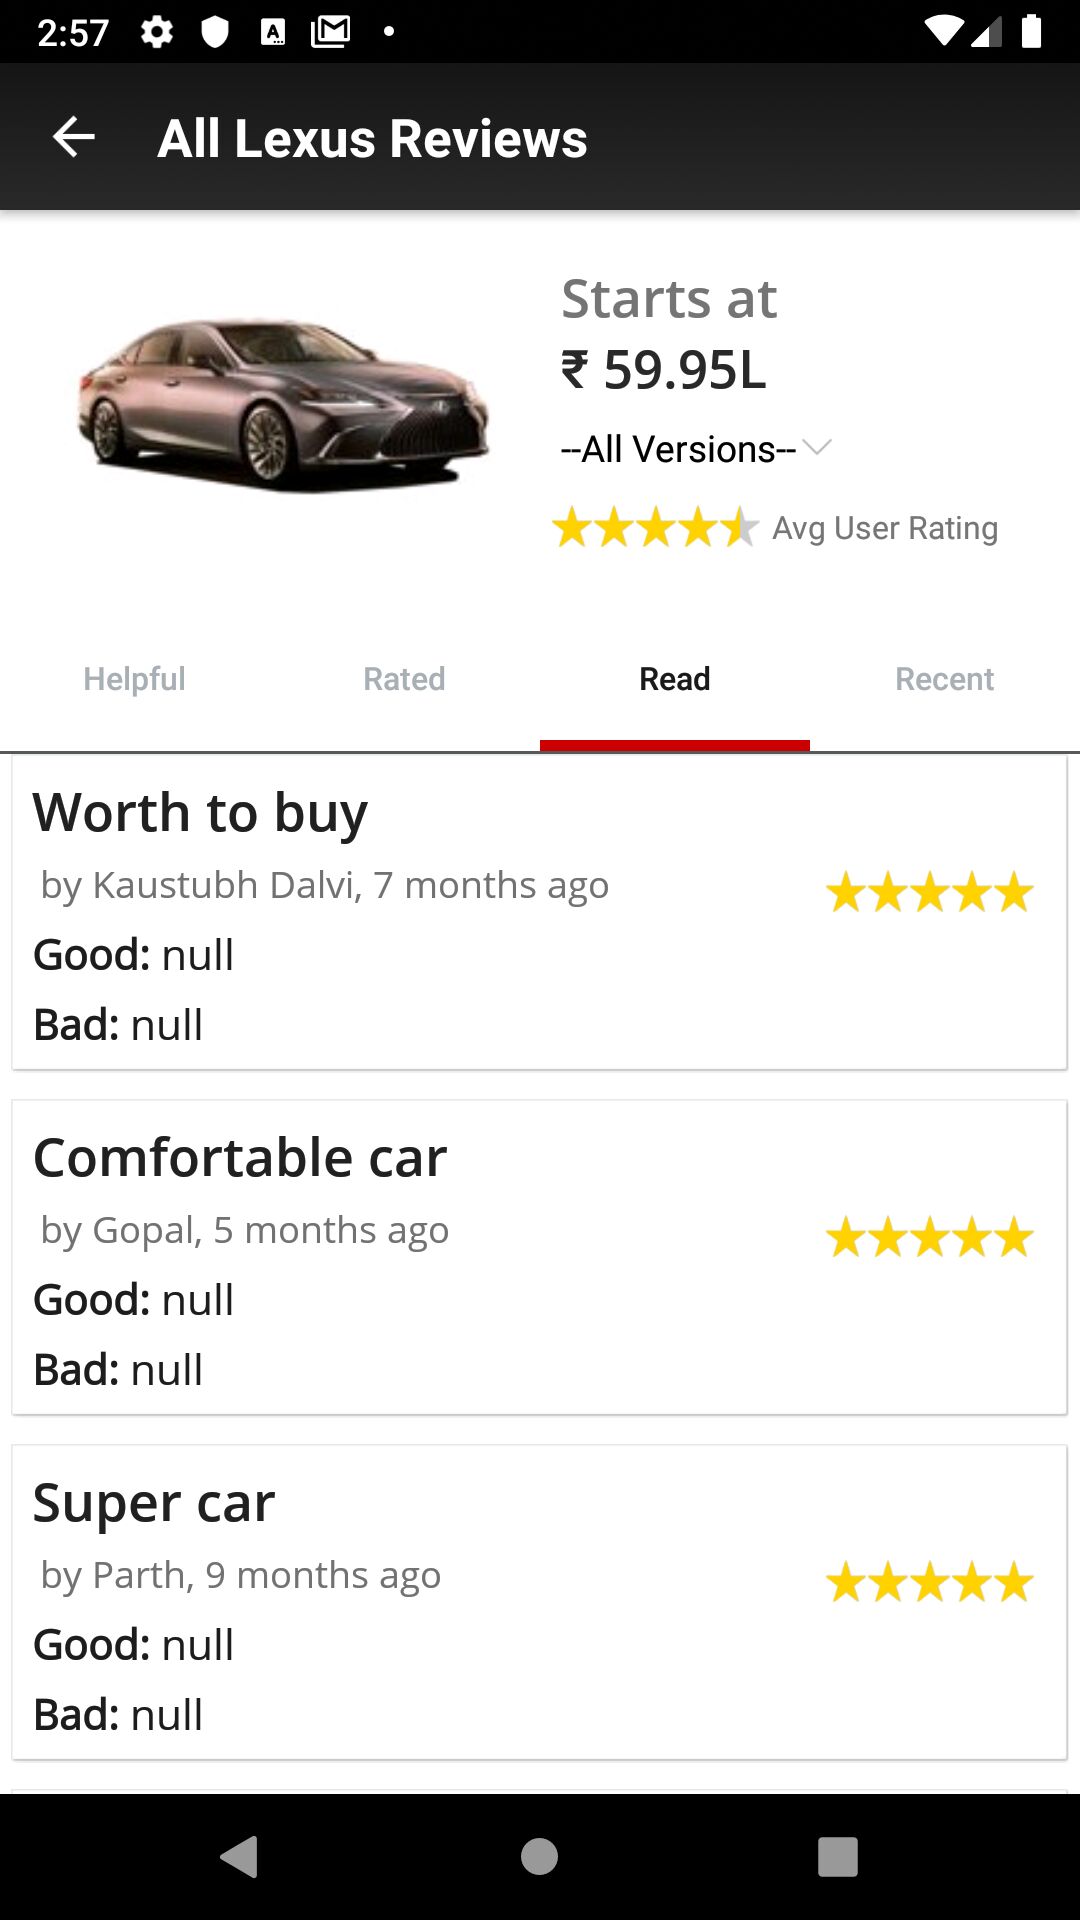 2:57
All Lexus Reviews
Starts at
₹ 59.95L
--All Versions--
Avg User Rating
Helpful Rated Read Recent
Worth to buy
by Kaustubh Dalvi, 7 months ago
Good: null
Bad: null
Comfortable car
by Gopal, 5 months ago
Good: null
Bad: null
Super car
by Parth, 9 months ago
Good: null
Bad: null